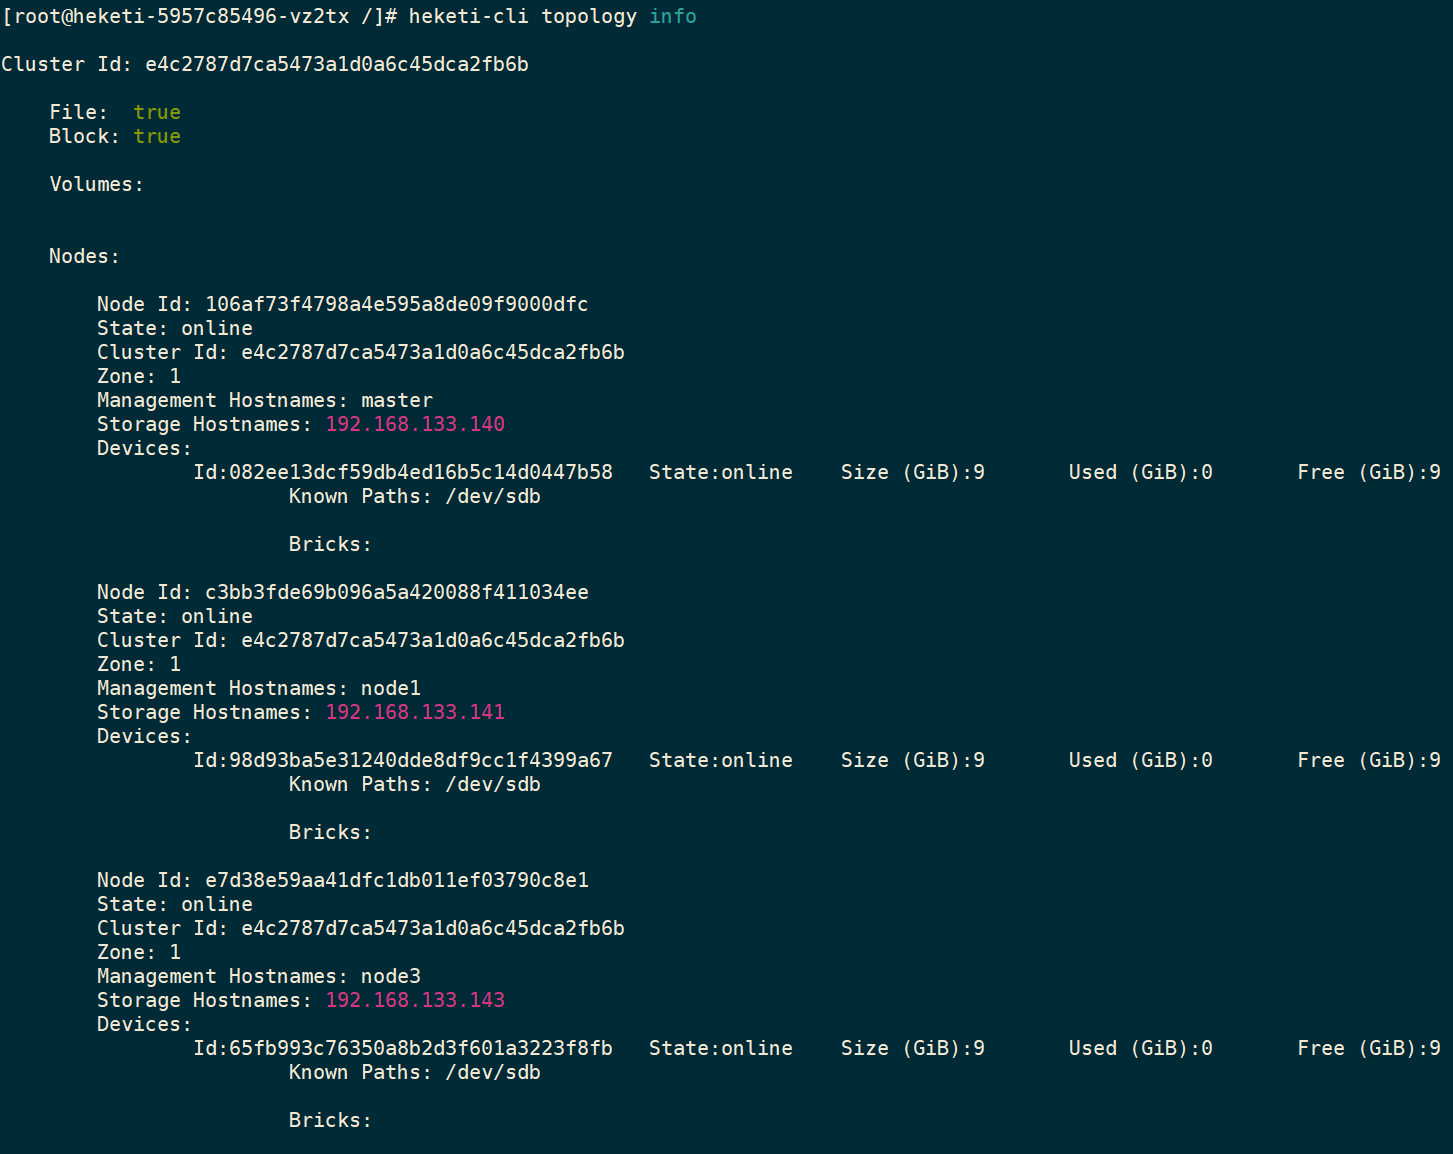 [root@heketi-5957c85496-vz2tx /]# heketi-cli topology info
Cluster Id: e4c2787d7ca5473a1d0a6c45dca2fb6b
File: true
Block: true
Volumes:
Nodes:
Node Id: 106af73f4798a4e595a8de09f9000dfc
State: online
Cluster Id: e4c2787d7ca5473a1d0a6c45dca2fb6b
Zone: 1
Management Hostnames: master
Storage Hostnames: 192.168.133.140
Devices:
Id:082ee13dcf59db4ed16b5c14d0447b58 State:online Size (GiB):9 Used (GiB):0 Free (GiB):9
Known Paths: /dev/sdb
Bricks:
Node Id: c3bb3fde69b096a5a420088f411034ee
State: online
Cluster Id: e4c2787d7ca5473a1d0a6c45dca2fb6b
Zone: 1
Management Hostnames: node1
Storage Hostnames: 192.168.133.141
Devices:
Id:98d93ba5e31240dde8df9cc1f4399a67 State:online Size (GiB):9 Used (GiB):0 Free (GiB):9
Known Paths: /dev/sdb
Bricks:
Node Id: e7d38e59aa41dfc1db011ef03790c8e1
State: online
Cluster Id: e4c2787d7ca5473a1d0a6c45dca2fb6b
Zone: 1
Management Hostnames: node3
Storage Hostnames: 192.168.133.143
Devices:
Id:65fb993c76350a8b2d3f601a3223f8fb State:online Size (GiB):9 Used (GiB):0 Free (GiB):9
Known Paths: /dev/sdb
Bricks: